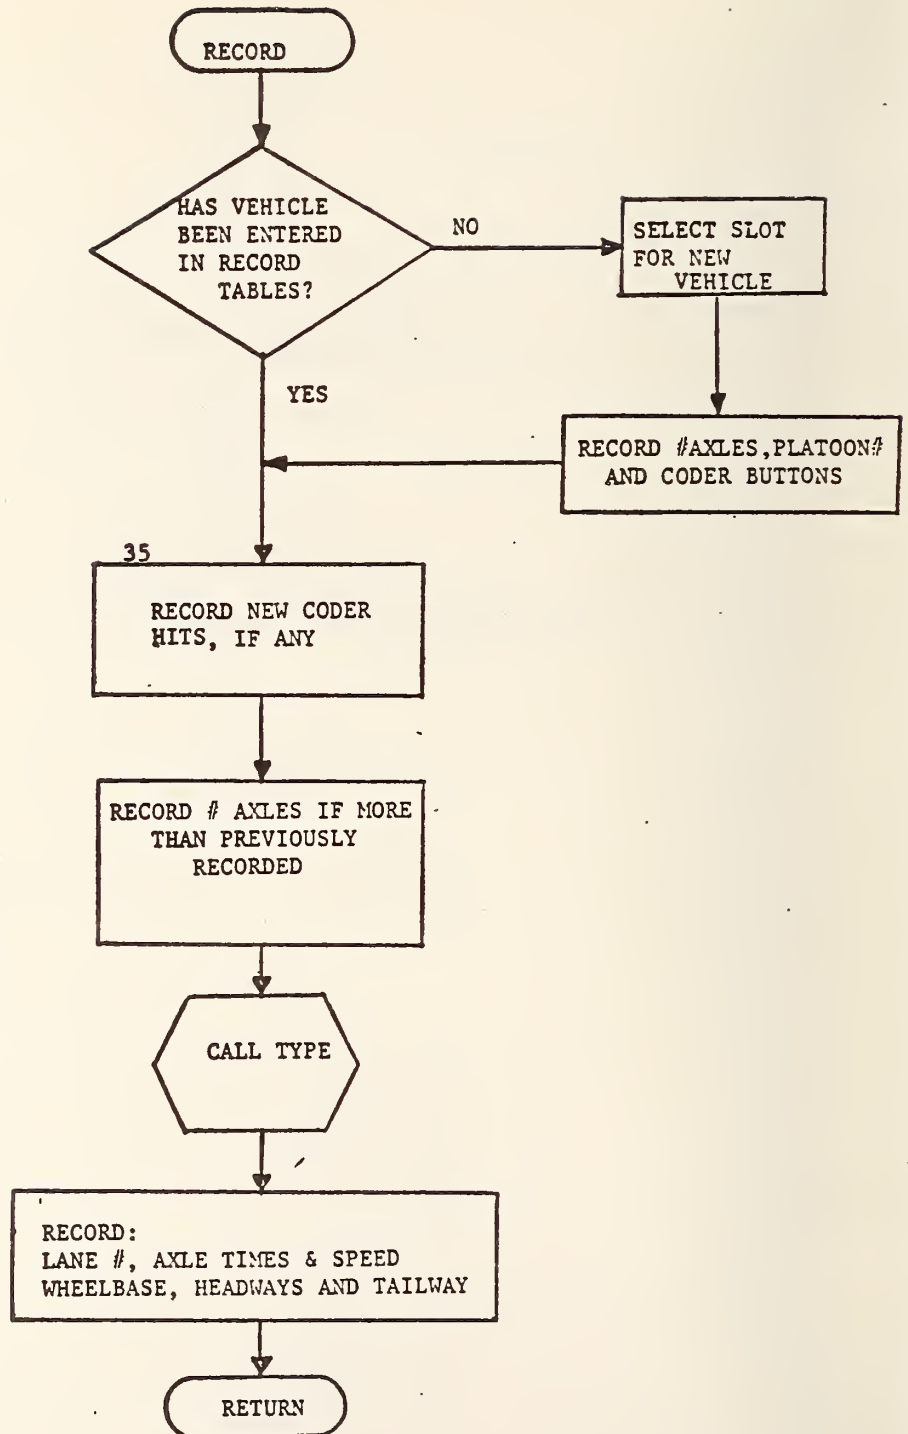 RECORD
HAS VEHICLE
BEEN ENTERED
IN RECORD
TABLES?
NO
SELECT SLOT
FOR NEW
VEHICLE
YES
RECORD #AXLES,PLATOON#
AND CODER BUTTONS
35
RECORD NEW CODER
HITS, IF ANY
RECORD # AXLES IF MORE
THAN PREVIOUSLY
RECORDED
CALL TYPE
RECORD:
LANE #, AXLE TIMES & SPEED
WHEELBASE, HEADWAYS AND TAILWAY
RETURN